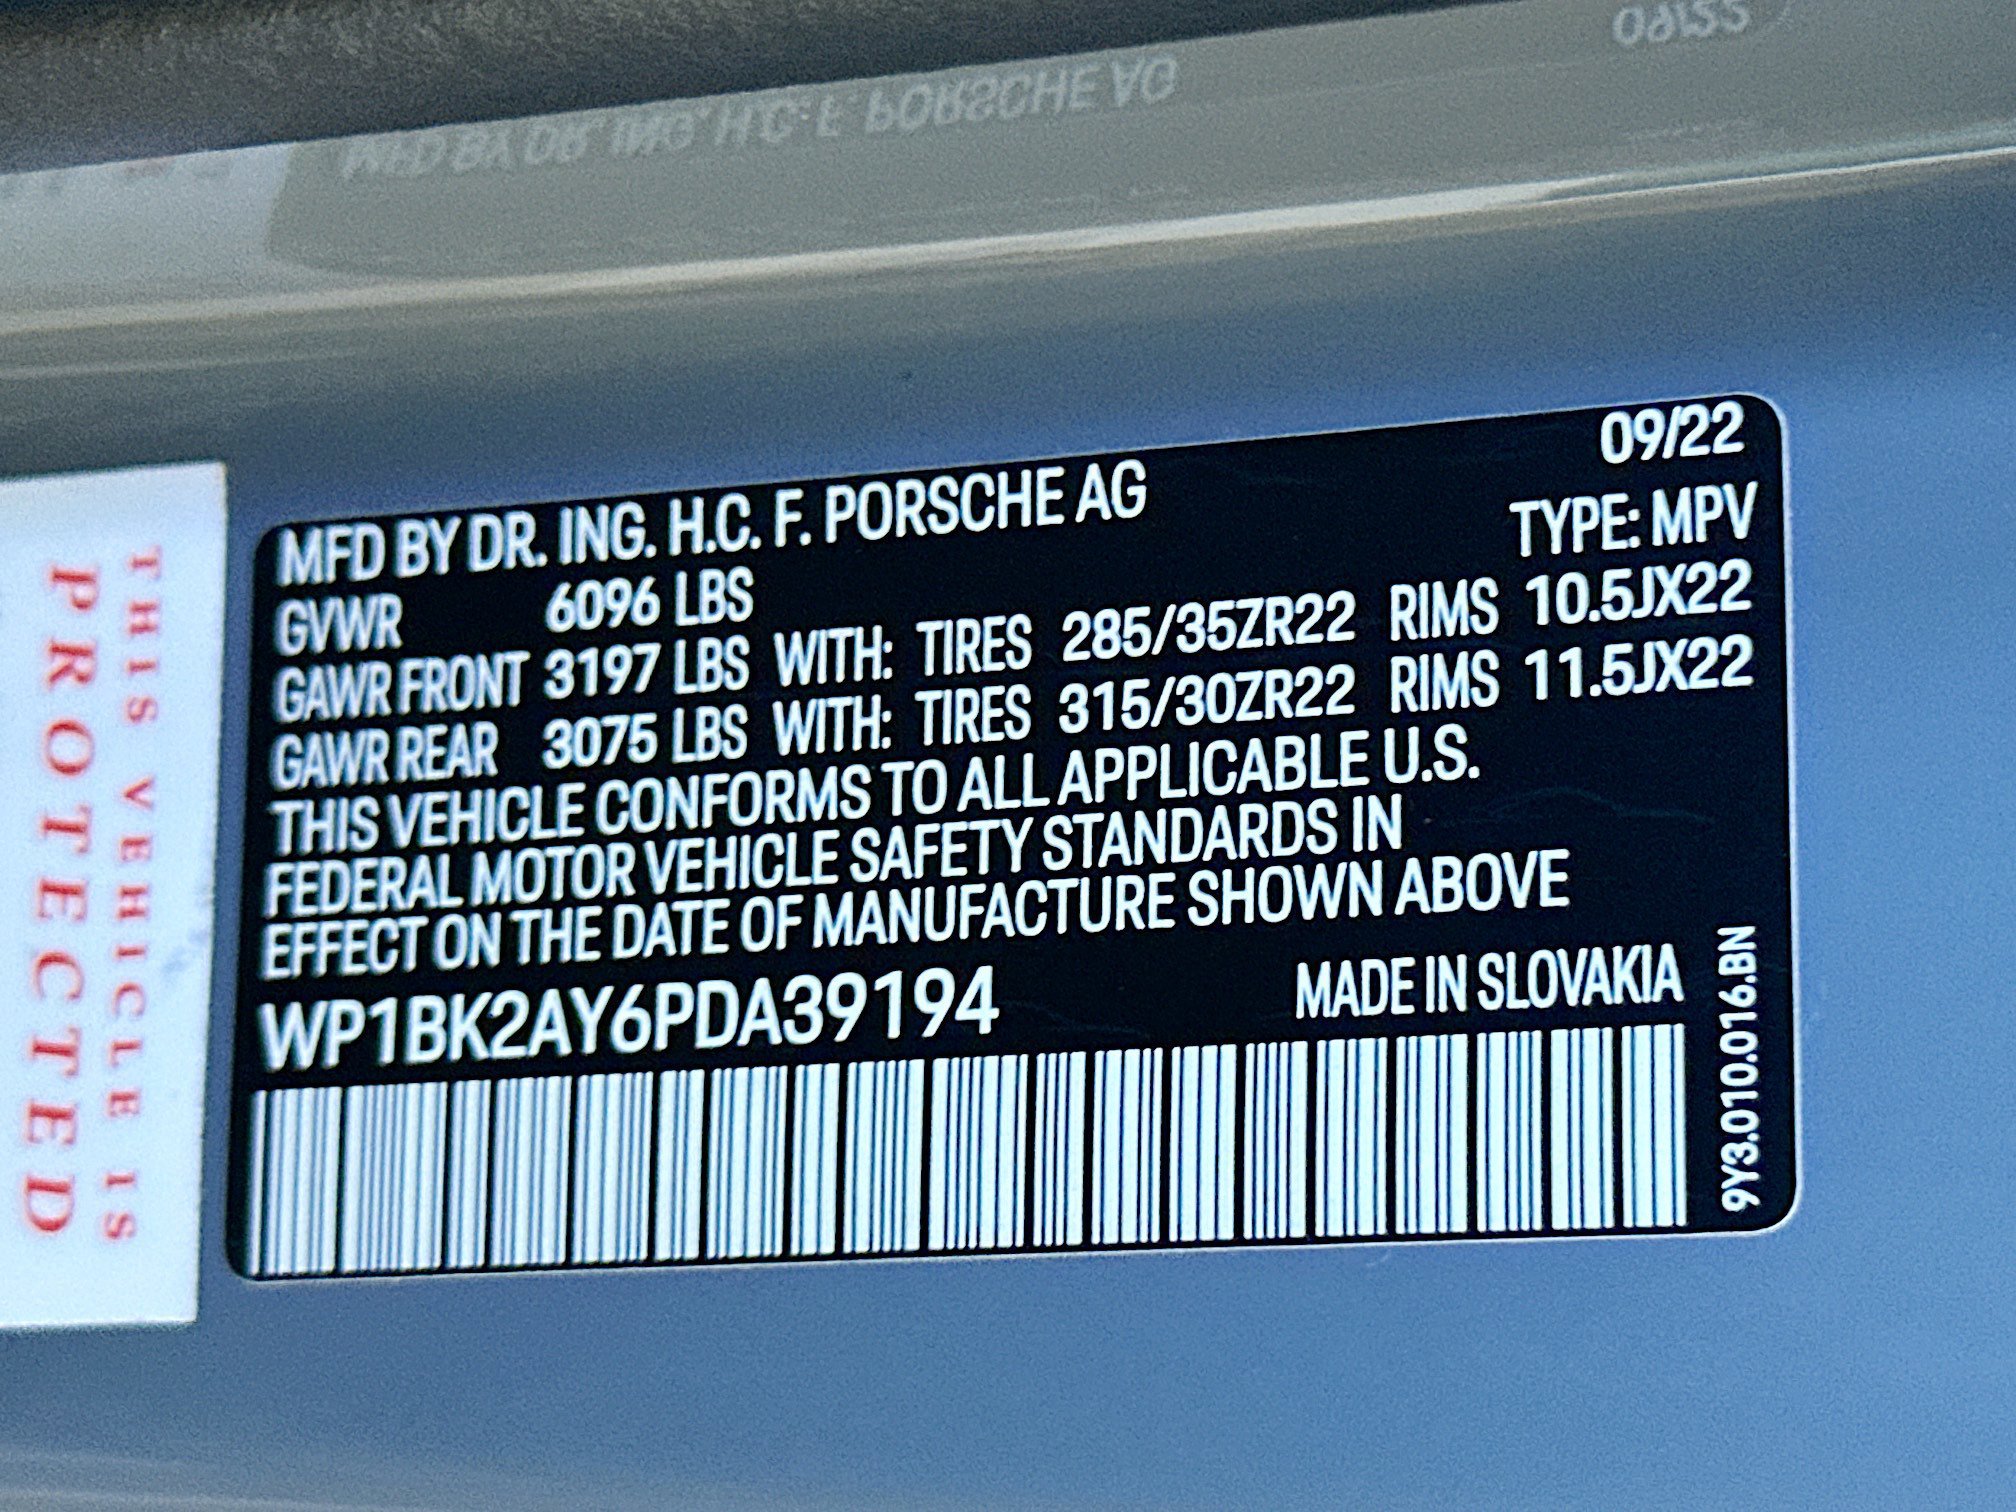 09/22
MFD BY DR. ING. H.C. F. PORSCHE AG
TYPE: MPV
GVWR 6096 LBS
GAWR FRONT 3197 LBS WITH: TIRES 285/35ZR22 RIMS 10.5JX22
GAWR REAR 3075 LBS WITH: TIRES 315/30ZR22 RIMS 11.5JX22
THIS VEHICLE CONFORMS TO ALL APPLICABLE U.S.
FEDERAL MOTOR VEHICLE SAFETY STANDARDS IN
EFFECT ON THE DATE OF MANUFACTURE SHOWN ABOVE
WP1BK2AY6PDA39194 MADE IN SLOVAKIA
9Y3.010.016.BN
THIS VEHICLE IS
PROTECTED